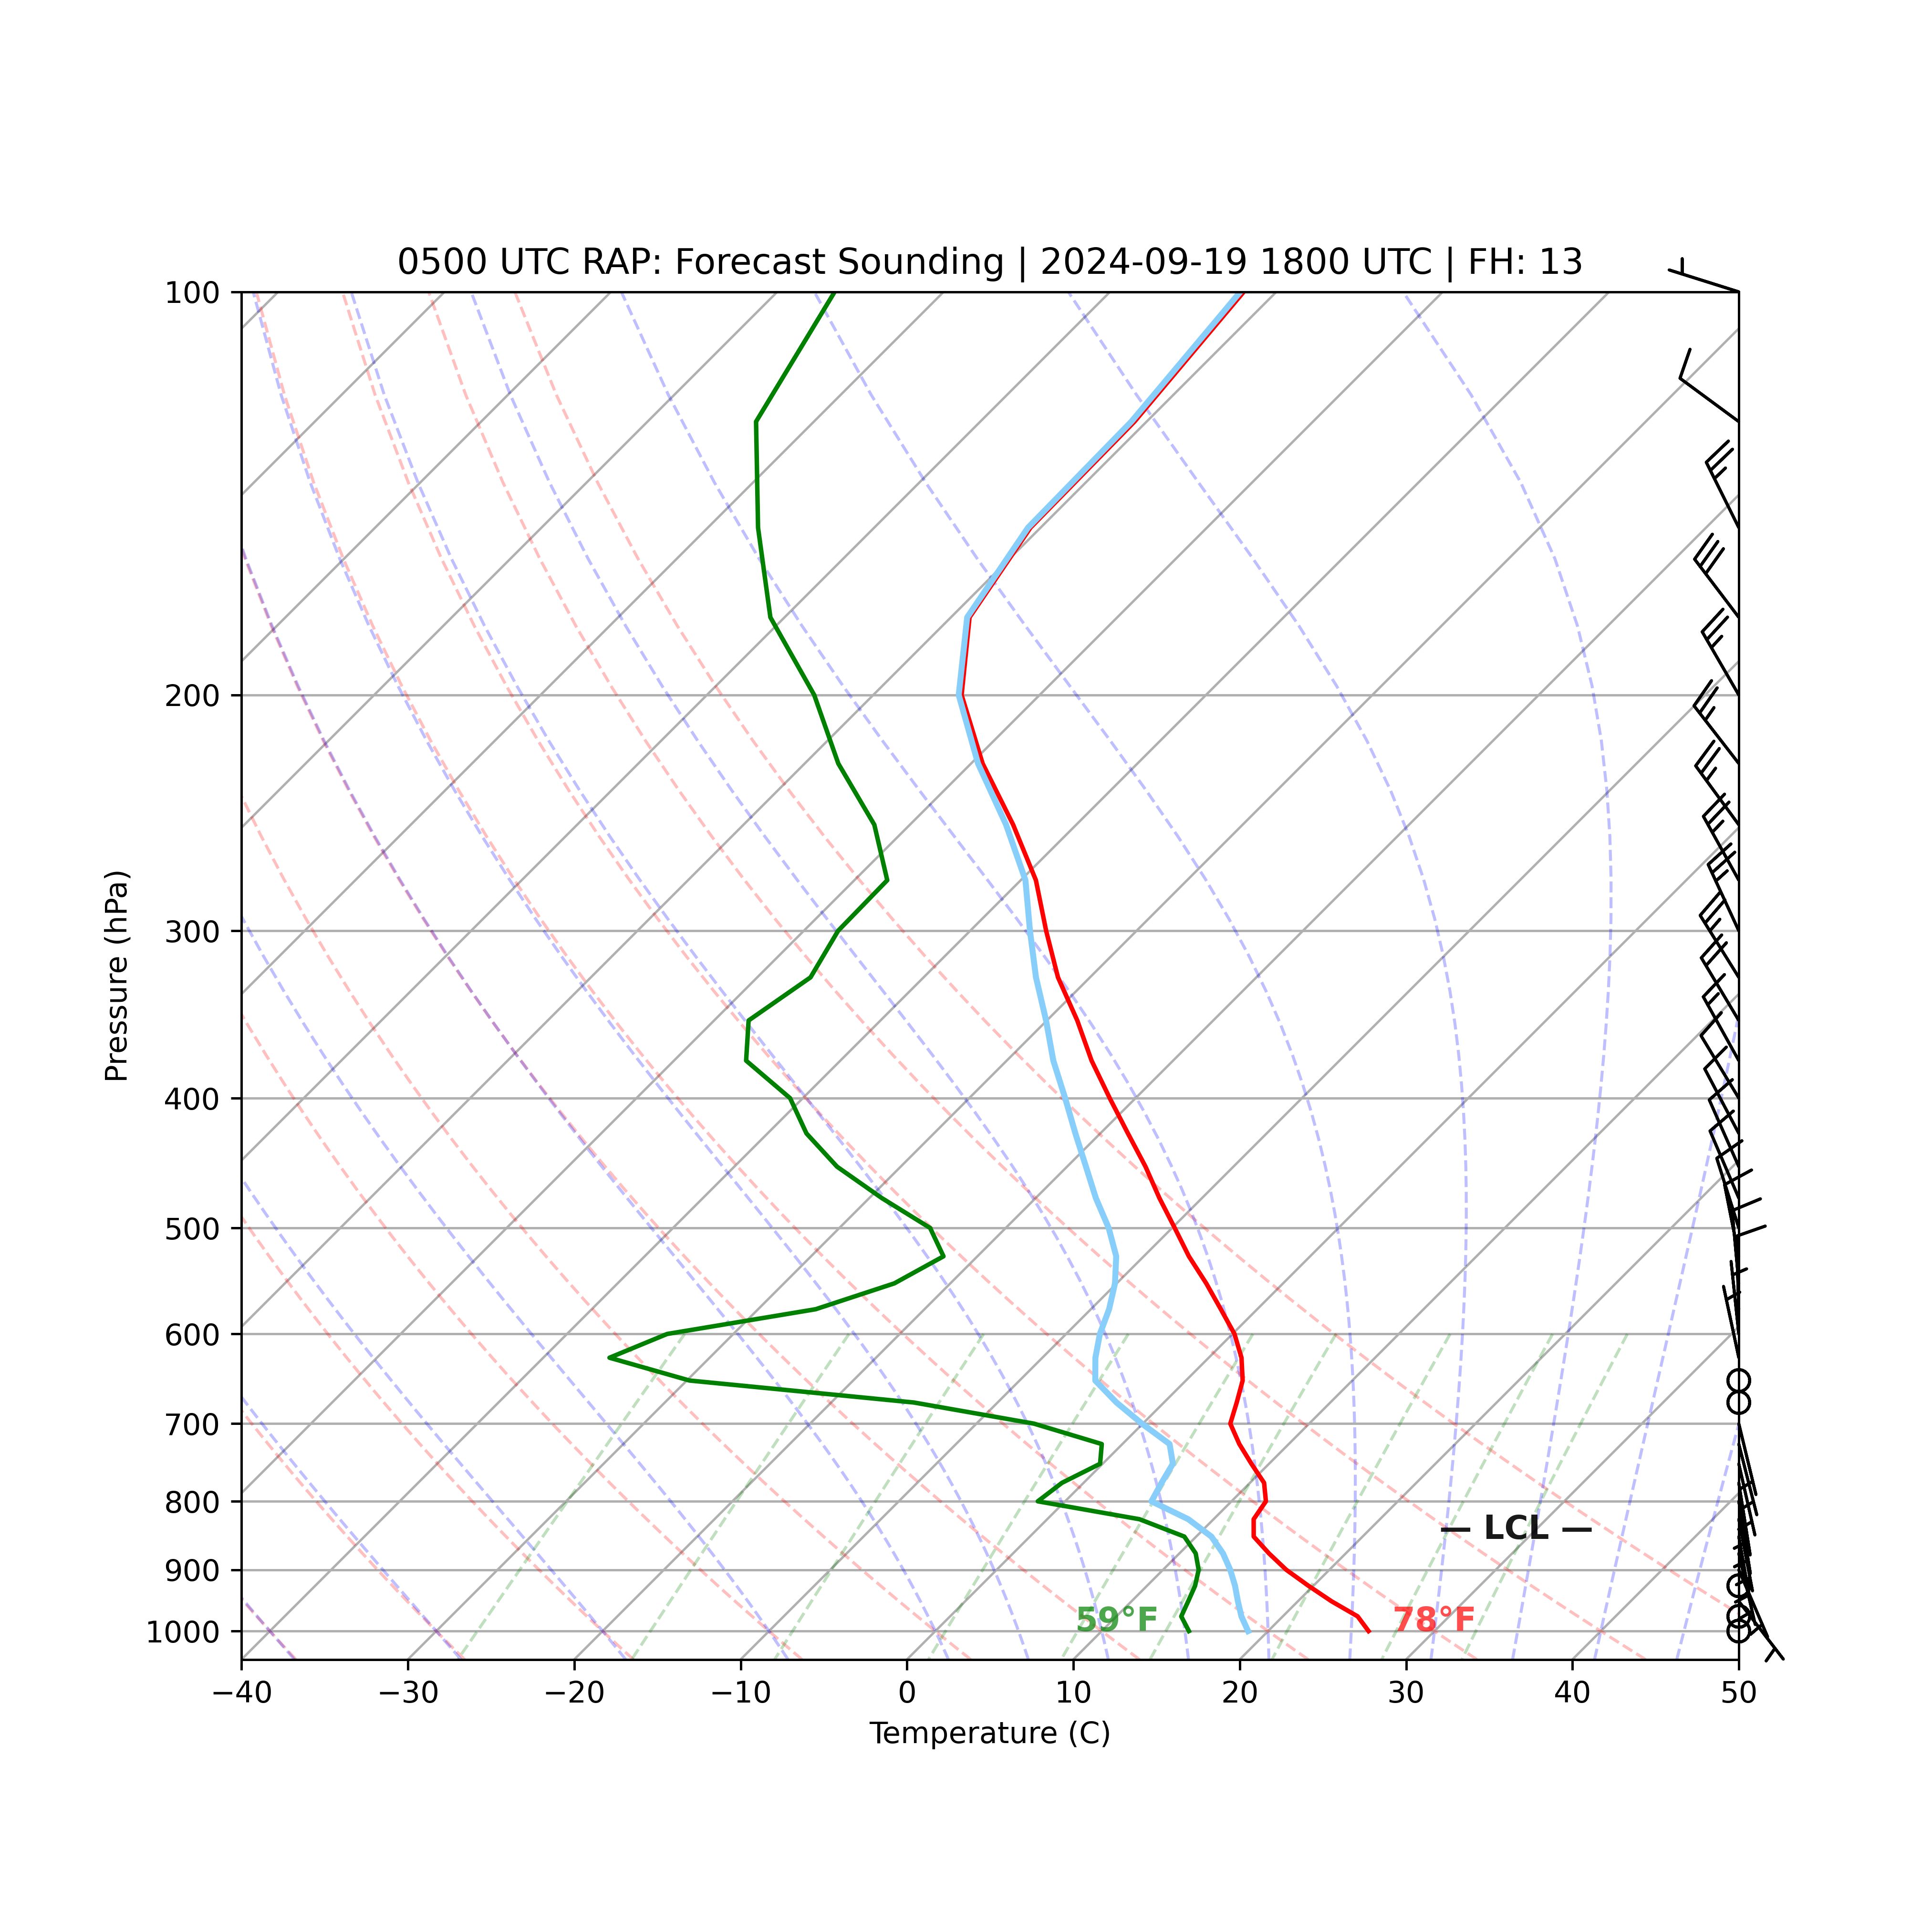 0500 UTC RAP: Forecast Sounding | 2024-09-19 1800 UTC | FH: 13
100
200
300
400
500
600
700
800
900
1000
Pressure (hPa)
— LCL —
59°F
78°F
−40 −30 −20 −10 0 10 20 30 40 50
Temperature (C)